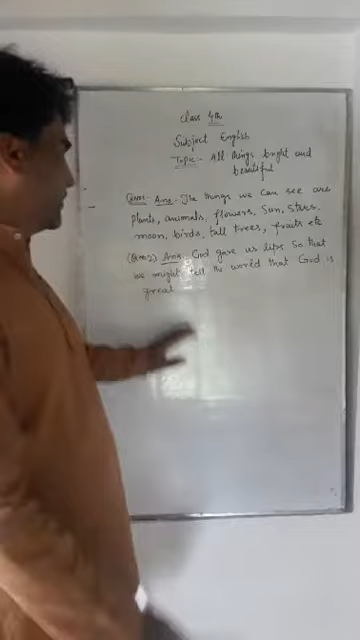 Class 4th
Subject English
Topic:- All things bright and
beautiful
Ques1- Ans- The things we can see are
plants, animals, flowers, Sun, Stars.
moon, birds, tall trees, fruits etc
(Qno2) Ans. God gave us lips So that
we might tell the world that God is
great